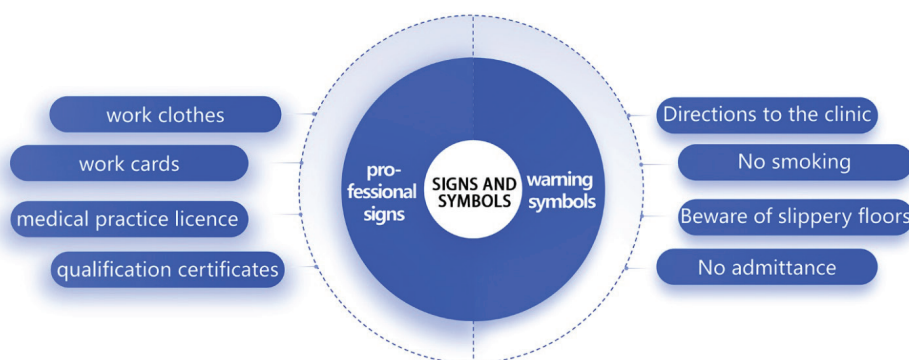 work clothes
work cards
medical practice licence
qualification certificates
pro-
fessional
signs
SIGNS AND
SYMBOLS
warning
symbols
Directions to the clinic
No smoking
Beware of slippery floors
No admittance